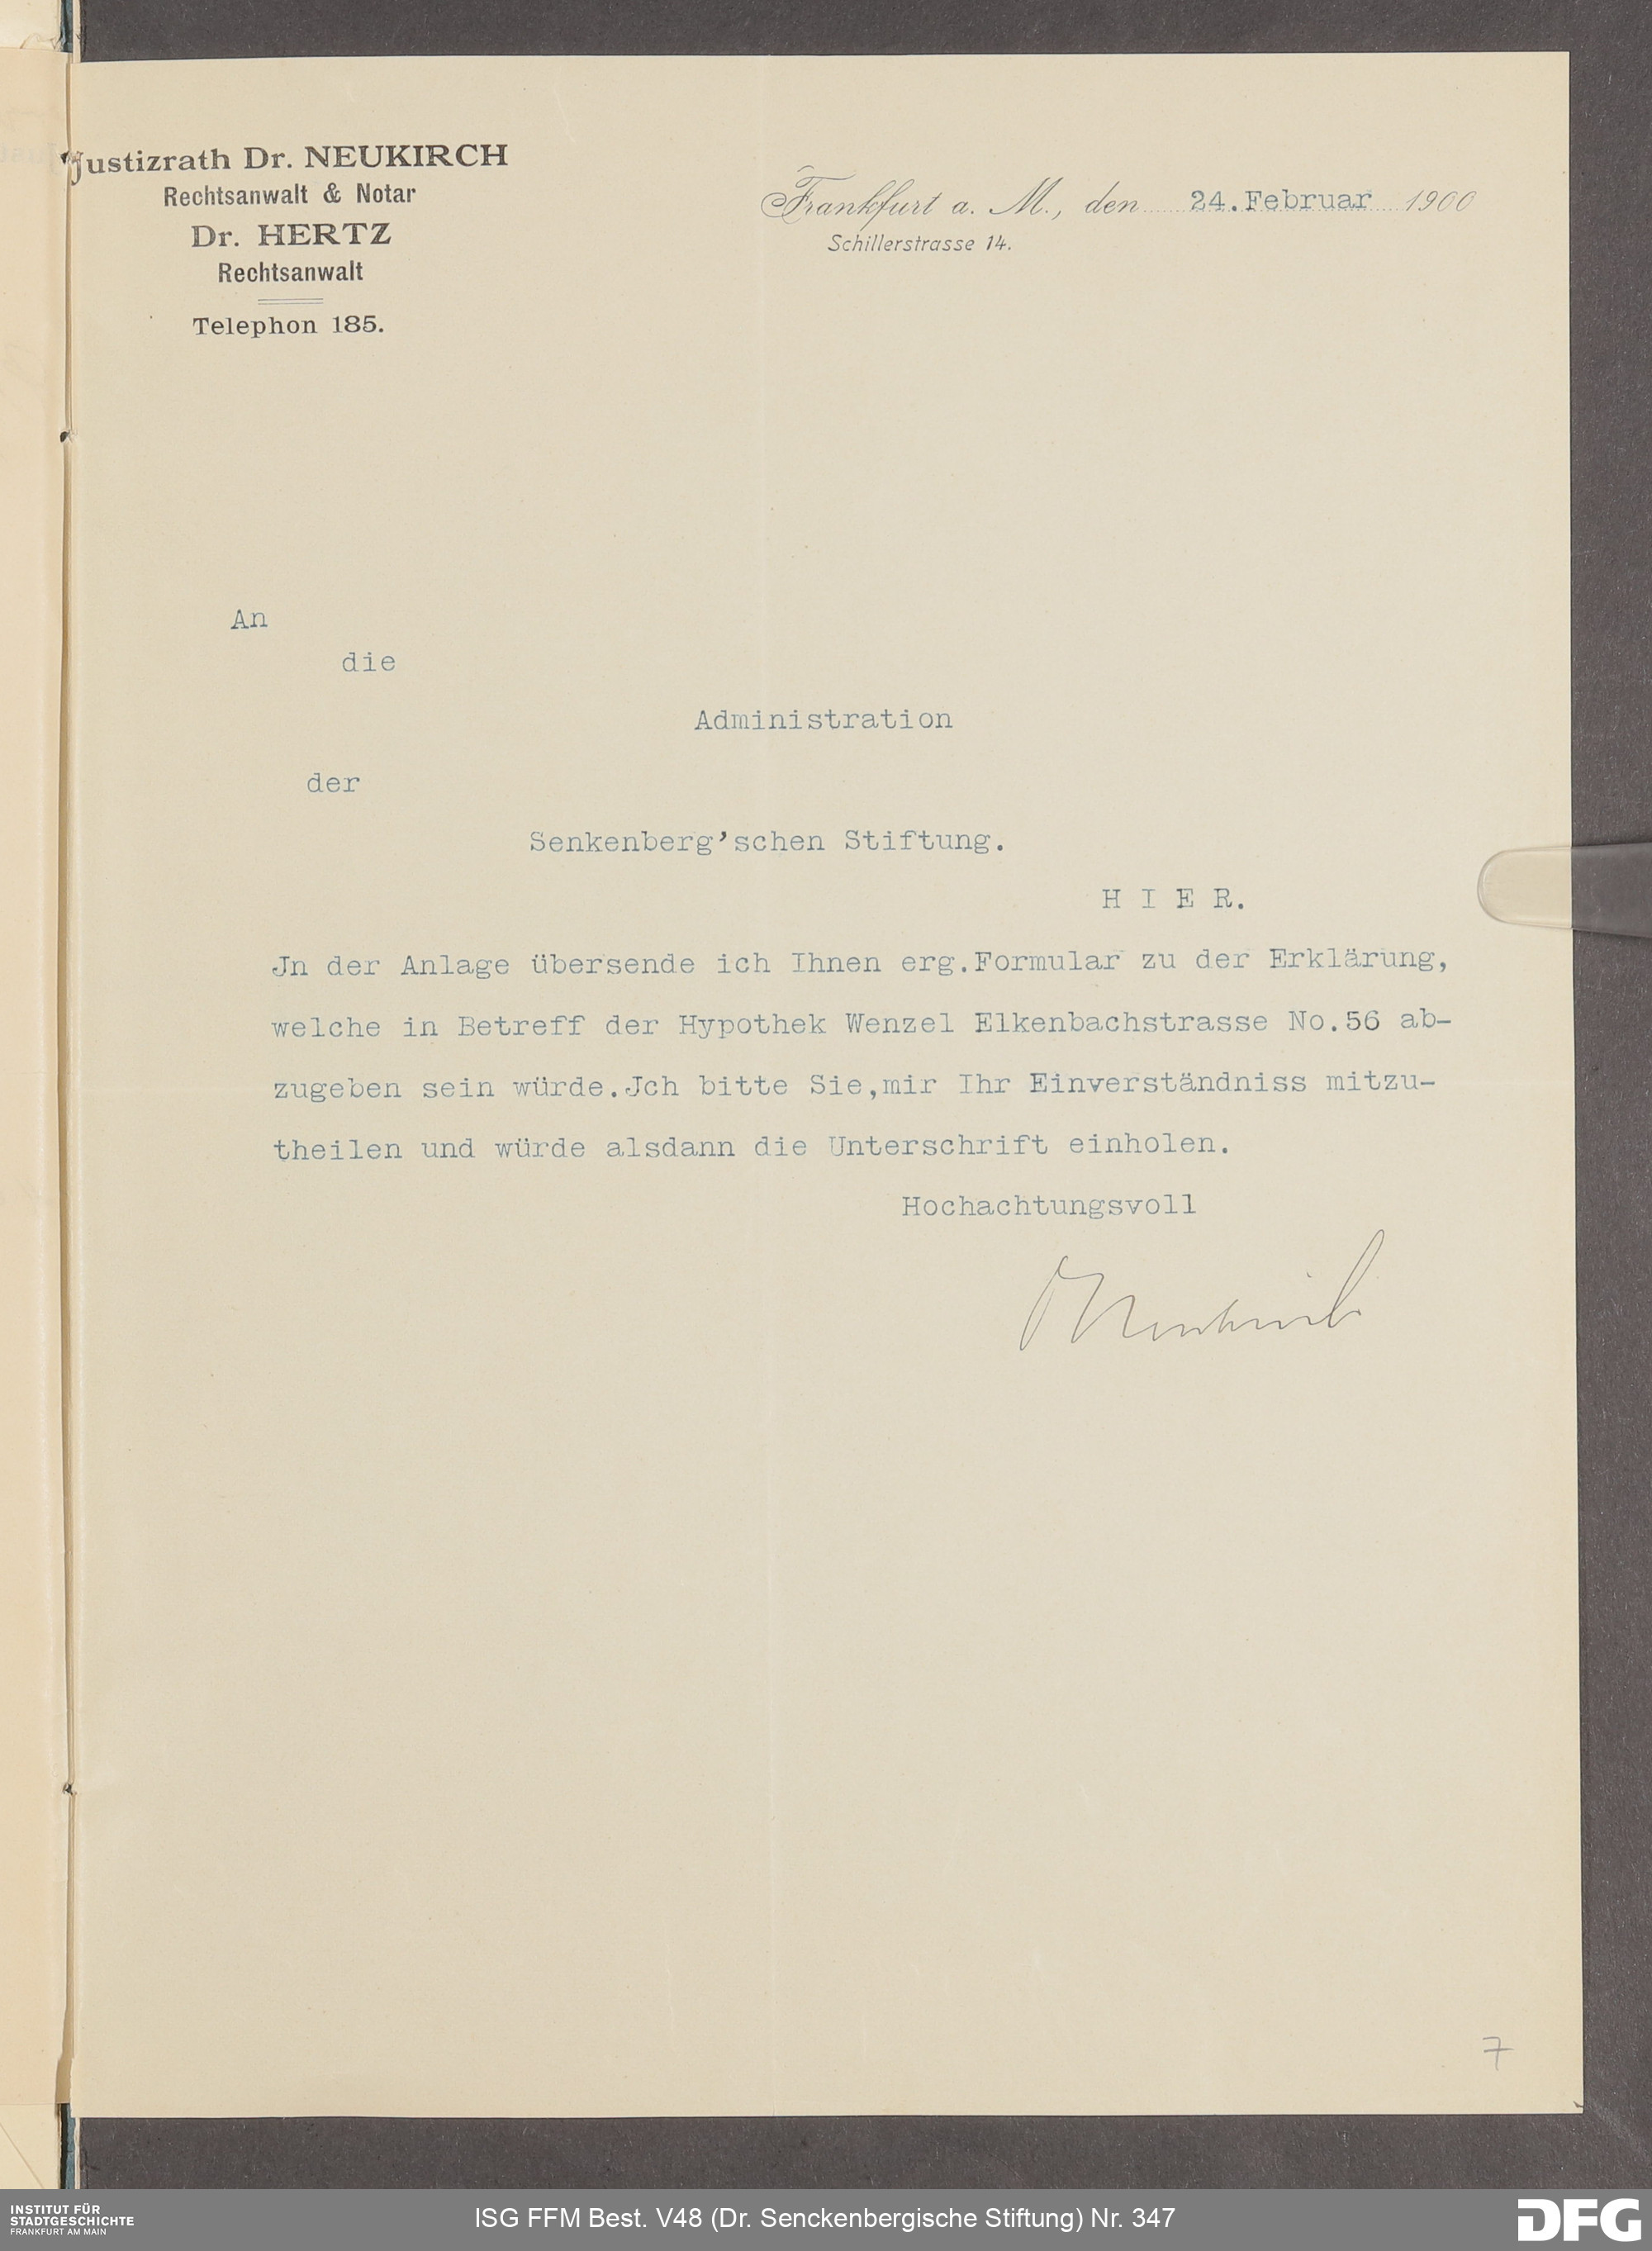 Justizrath Dr. NEUKIRCH
Rechtsanwalt & Notar
Dr. HERTZ
Rechtsanwalt
Telephon 185.
Frankfurt a. M., den 24.Februar 1900
Schillerstrasse 14.
An
die
Administration
der
Senkenberg'schen Stiftung.
H I E R.
Jn der Anlage übersende ich Ihnen erg.Formular zu der Erklärung,
welche in Betreff der Hypothek Wenzel Elkenbachstrasse No.56 ab-
zugeben sein würde.Jch bitte Sie,mir Ihr Einverständniss mitzu-
theilen und würde alsdann die Unterschrift einholen.
Hochachtungsvoll
Neukirch
7
INSTITUT FÜR
STADTGESCHICHTE
FRANKFURT AM MAIN
ISG FFM Best. V48 (Dr. Senckenbergische Stiftung) Nr. 347
DFG